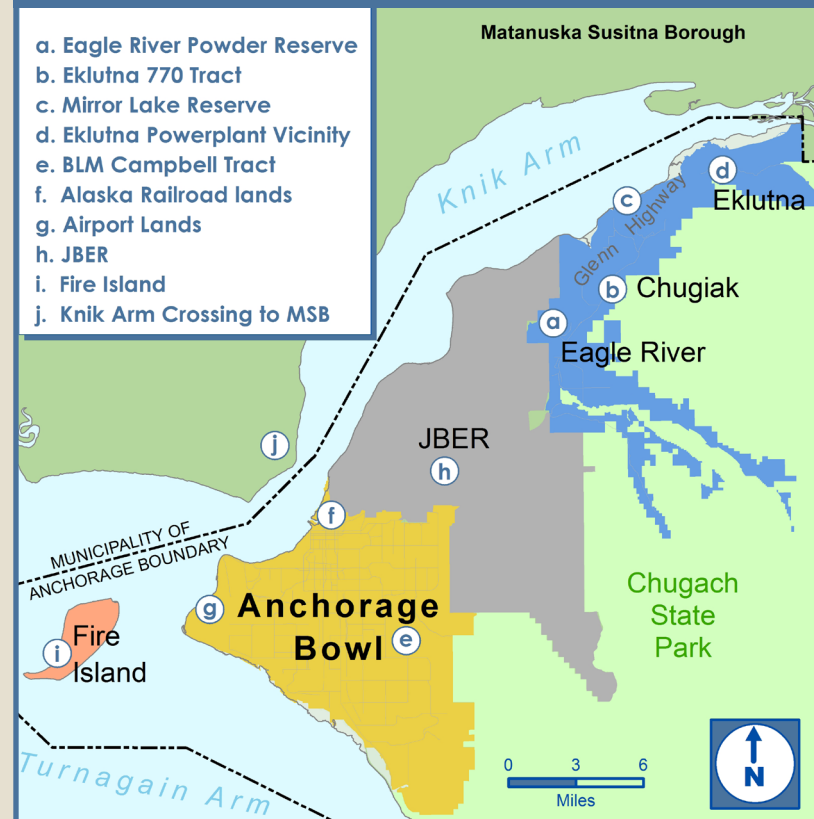 a. Eagle River Powder Reserve
b. Eklutna 770 Tract
c. Mirror Lake Reserve
d. Eklutna Powerplant Vicinity
e. BLM Campbell Tract
f. Alaska Railroad lands
g. Airport Lands
h. JBER
i. Fire Island
j. Knik Arm Crossing to MSB
Matanuska Susitna Borough
Knik Arm
d
Eklutna
c
Glenn Highway
b
Chugiak
a
Eagle River
JBER
h
j
f
MUNICIPALITY OF
ANCHORAGE BOUNDARY
Chugach
State
Park
g
Anchorage
Bowl
e
i
Fire
Island
Turnagain Arm
0 3 6
Miles
N